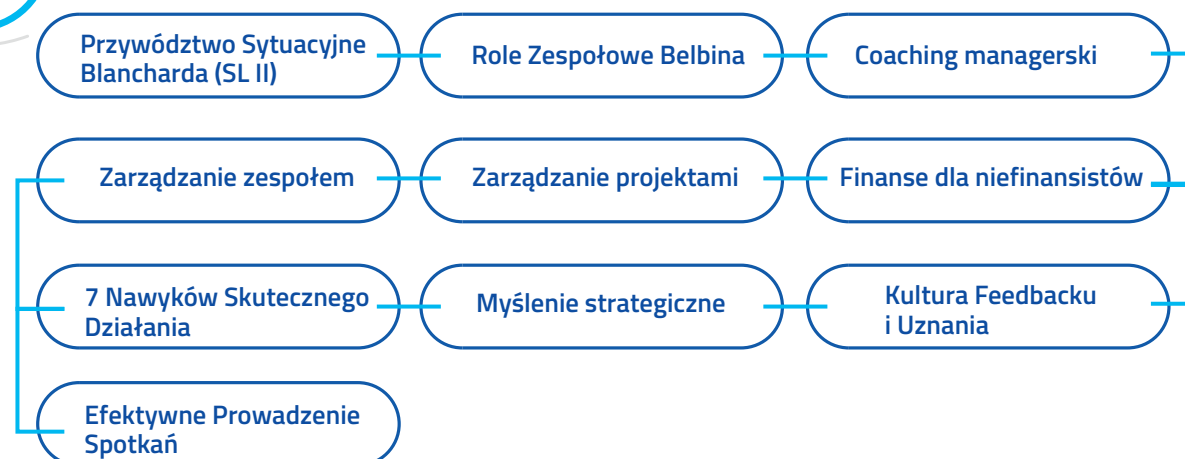 Przywództwo Sytuacyjne
Blancharda (SL II)
Role Zespołowe Belbina
Coaching managerski
Zarządzanie zespołem
Zarządzanie projektami
Finanse dla niefinansistów
7 Nawyków Skutecznego
Działania
Myślenie strategiczne
Kultura Feedbacku
i Uznania
Efektywne Prowadzenie
Spotkań